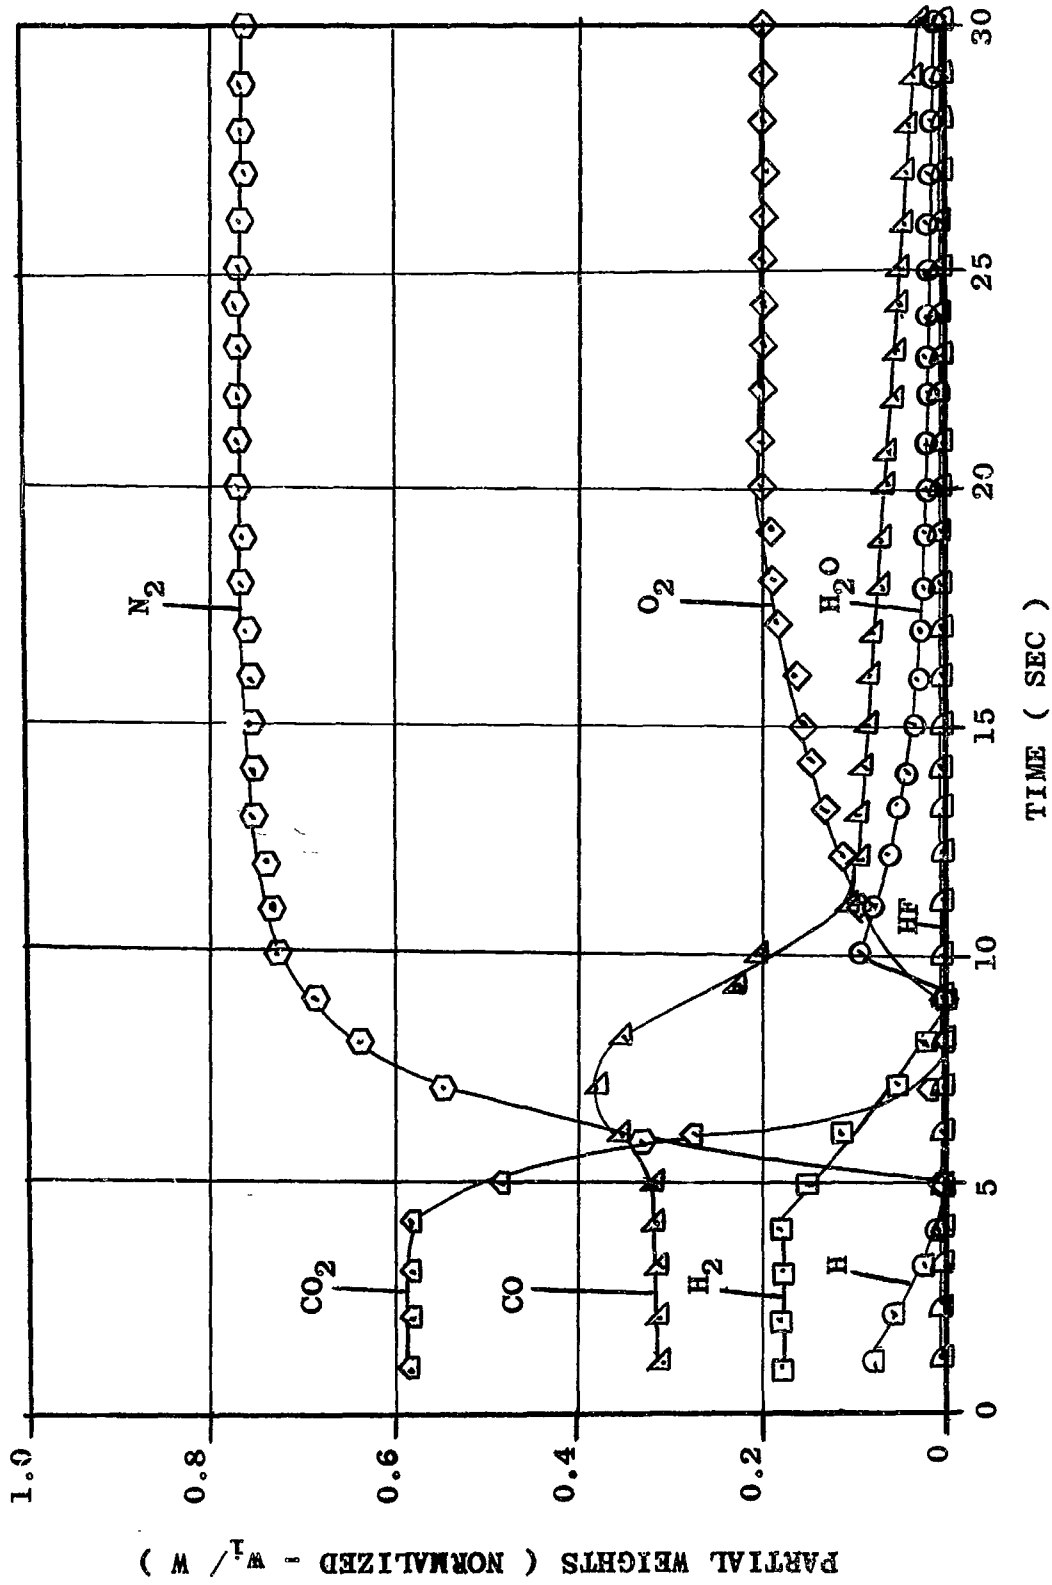 PARTIAL WEIGHTS ( NORMALIZED - wᵢ / W )
1.0
0.8
0.6
0.4
0.2
0
N₂
O₂
CO₂
CO
H₂
H
H₂O
HF
0
5
10
15
20
25
30
TIME ( SEC )